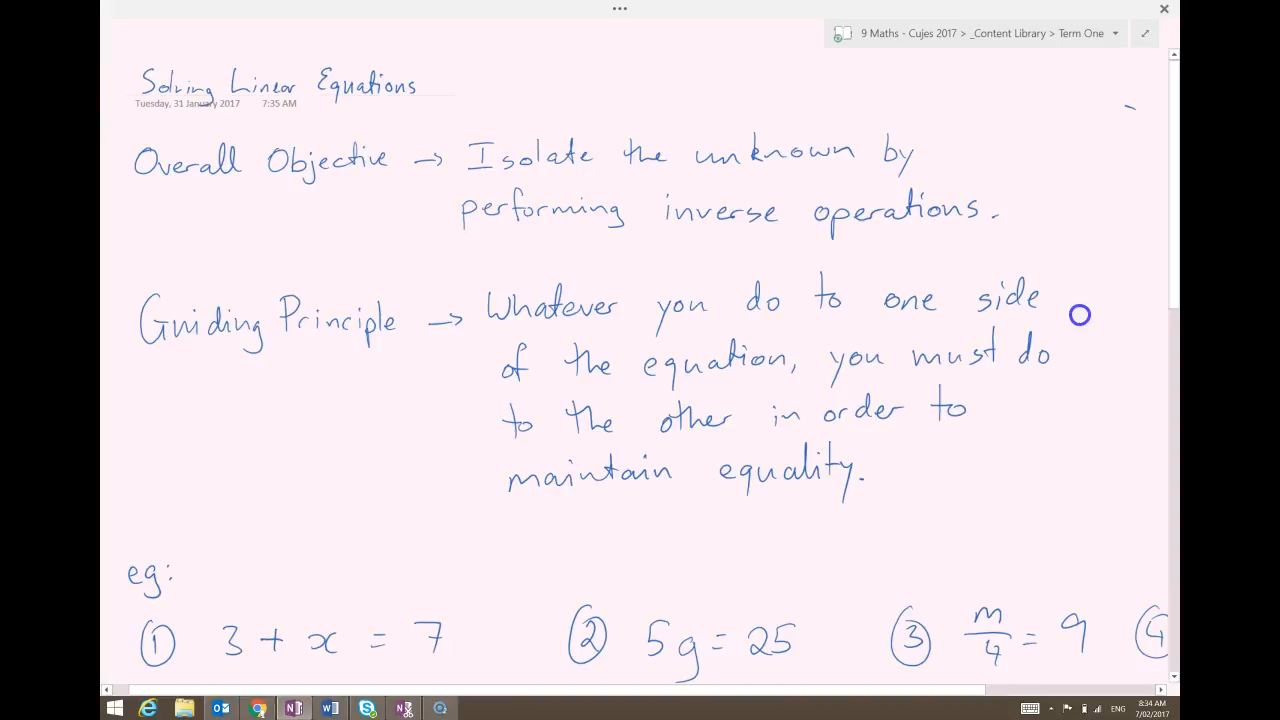 9 Maths - Cujes 2017 > _Content Library > Term One
Solving Linear Equations
Tuesday, 31 January 2017 7:35 AM
Overall Objective → Isolate the unknown by
performing inverse operations.
Guiding Principle → Whatever you do to one side
of the equation, you must do
to the other in order to
maintain equality.
eg:
① 3 + x = 7 ② 5g = 25 ③ m/4 = 9 ④
ENG
8:34 AM
7/02/2017